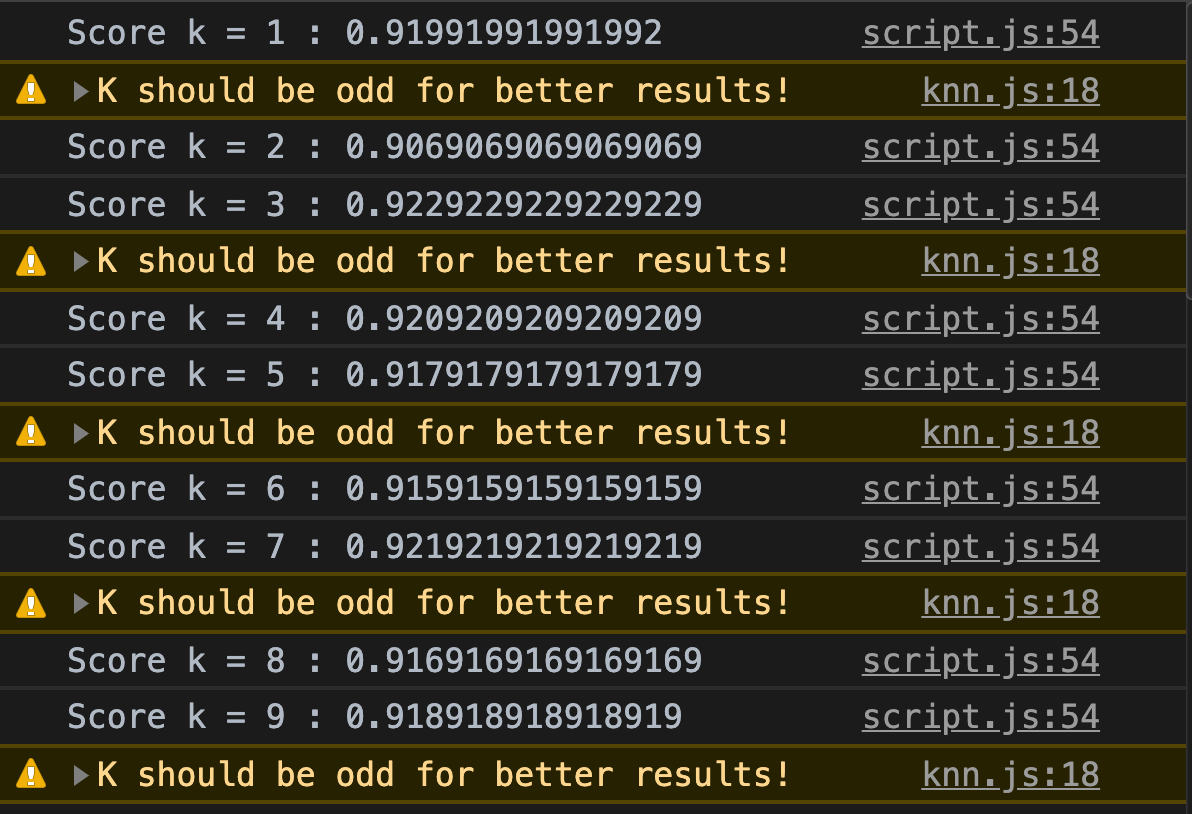 Score k = 1 : 0.91991991991992 script.js:54
K should be odd for better results! knn.js:18
Score k = 2 : 0.9069069069069069 script.js:54
Score k = 3 : 0.9229229229229229 script.js:54
K should be odd for better results! knn.js:18
Score k = 4 : 0.9209209209209209 script.js:54
Score k = 5 : 0.9179179179179179 script.js:54
K should be odd for better results! knn.js:18
Score k = 6 : 0.9159159159159159 script.js:54
Score k = 7 : 0.9219219219219219 script.js:54
K should be odd for better results! knn.js:18
Score k = 8 : 0.9169169169169169 script.js:54
Score k = 9 : 0.918918918918919 script.js:54
K should be odd for better results! knn.js:18